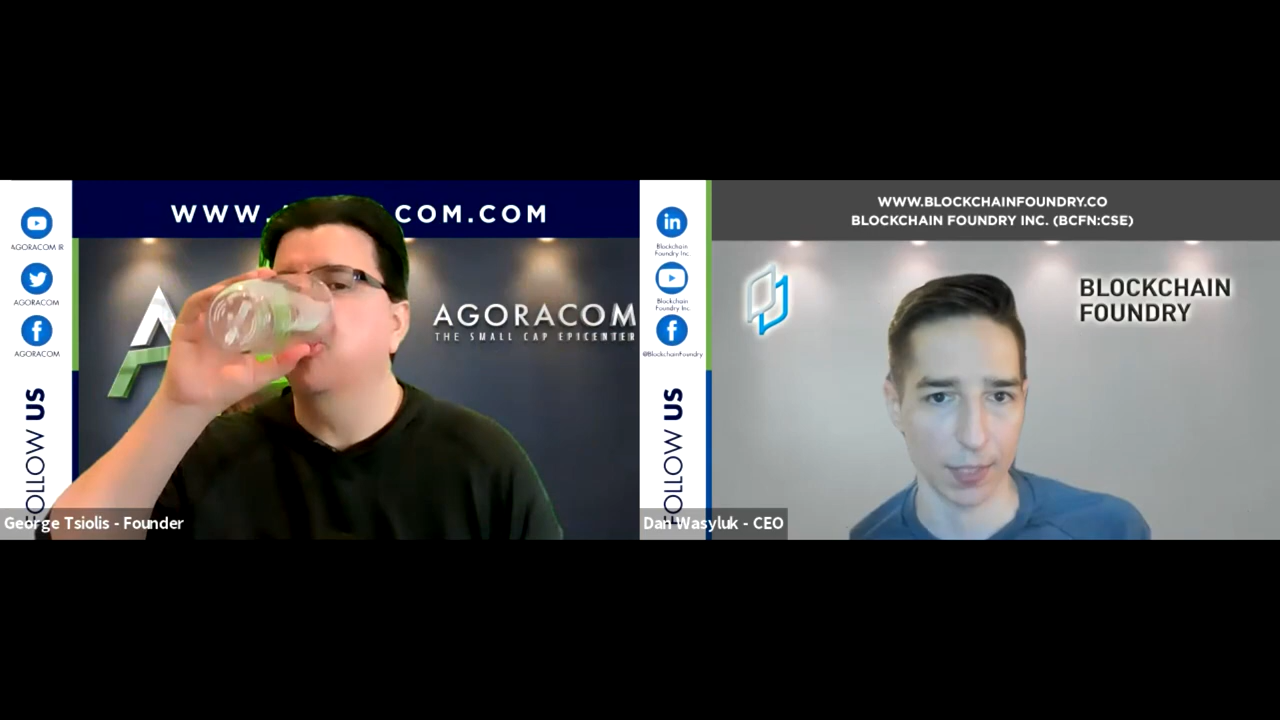 WWW. COM.COM
AGORACOM IR
AGORACOM
AGORACOM
FOLLOW US
AGORACOM
THE SMALL CAP EPICENTER
George Tsiolis - Founder
WWW.BLOCKCHAINFOUNDRY.CO
BLOCKCHAIN FOUNDRY INC. (BCFN:CSE)
Blockchain
Foundry Inc.
Blockchain
Foundry Inc.
@BlockchainFoundry
FOLLOW US
BLOCKCHAIN
FOUNDRY
Dan Wasyluk - CEO